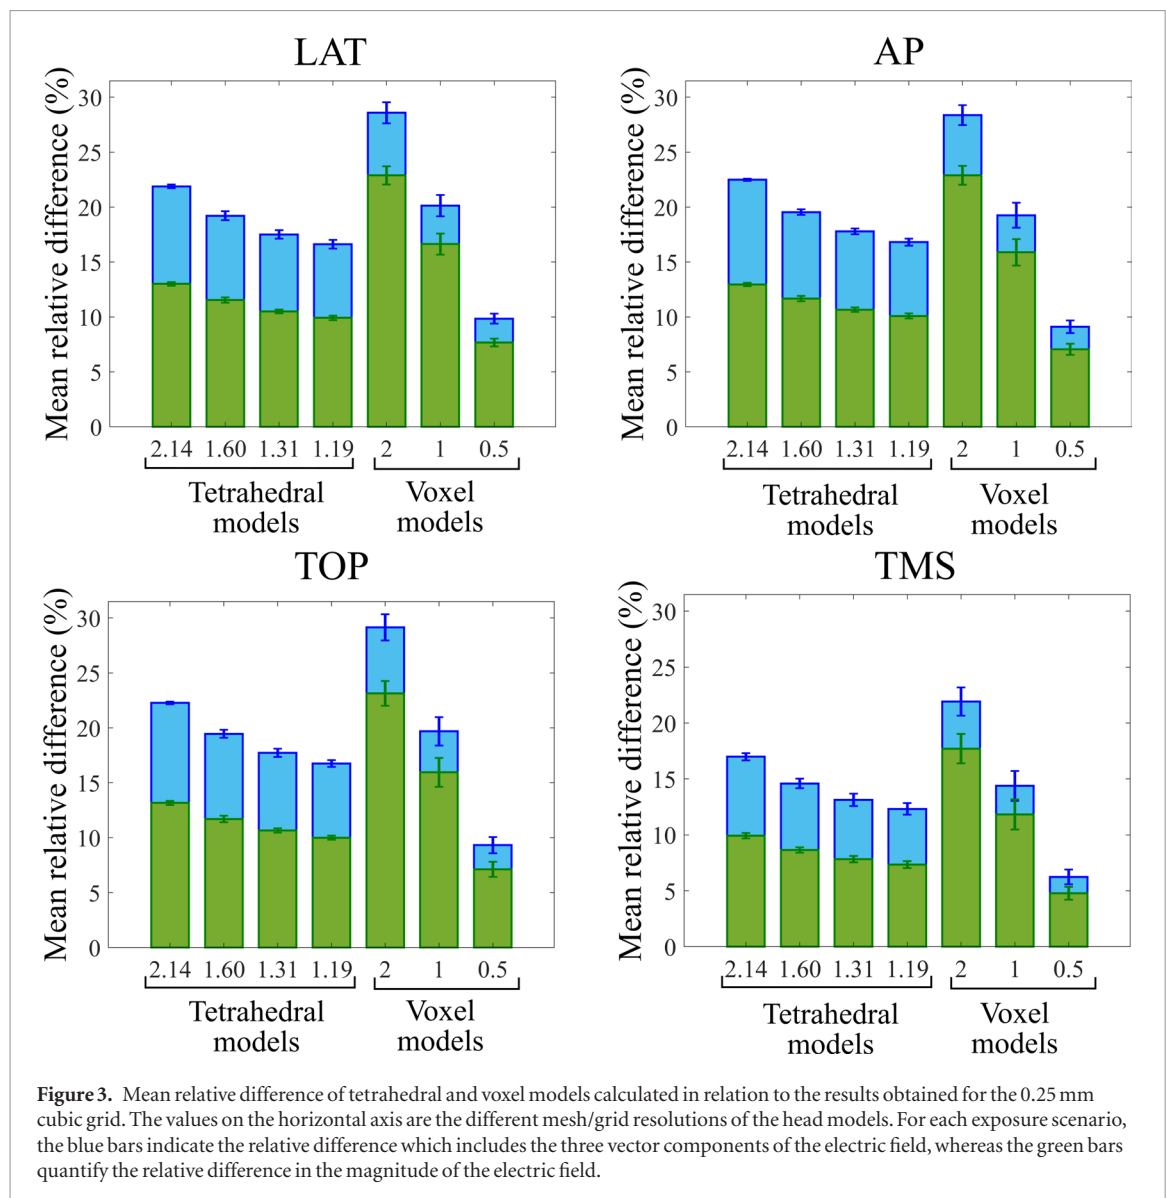 LAT
Mean relative difference (%)
30
25
20
15
10
5
0
2.14 1.60 1.31 1.19 2 1 0.5
Tetrahedral models
Voxel models
AP
Mean relative difference (%)
30
25
20
15
10
5
0
2.14 1.60 1.31 1.19 2 1 0.5
Tetrahedral models
Voxel models
TOP
Mean relative difference (%)
30
25
20
15
10
5
0
2.14 1.60 1.31 1.19 2 1 0.5
Tetrahedral models
Voxel models
TMS
Mean relative difference (%)
30
25
20
15
10
5
0
2.14 1.60 1.31 1.19 2 1 0.5
Tetrahedral models
Voxel models
Figure 3. Mean relative difference of tetrahedral and voxel models calculated in relation to the results obtained for the 0.25 mm
cubic grid. The values on the horizontal axis are the different mesh/grid resolutions of the head models. For each exposure scenario,
the blue bars indicate the relative difference which includes the three vector components of the electric field, whereas the green bars
quantify the relative difference in the magnitude of the electric field.